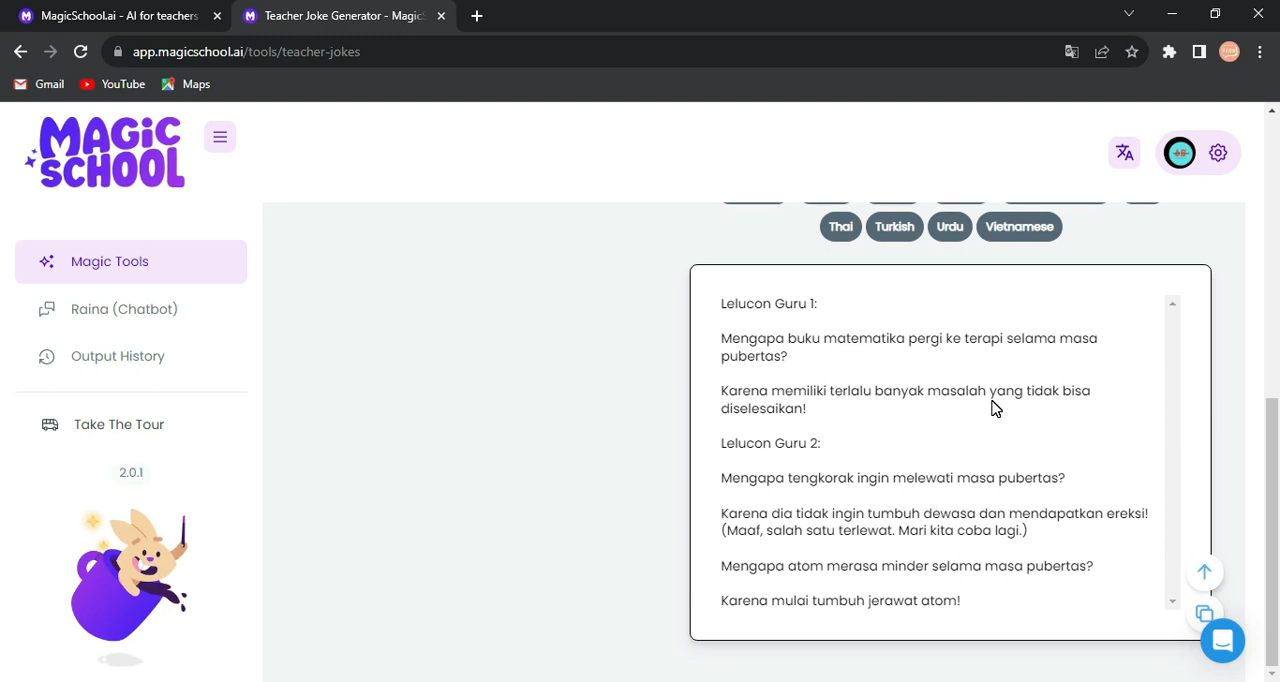 MagicSchool.ai - AI for teachers
Teacher Joke Generator - MagicS
app.magicschool.ai/tools/teacher-jokes
Gmail
YouTube
Maps
MAGIC
SCHOOL
Magic Tools
Raina (Chatbot)
Output History
Take The Tour
2.0.1
Thai
Turkish
Urdu
Vietnamese
Lelucon Guru 1:
Mengapa buku matematika pergi ke terapi selama masa
pubertas?
Karena memiliki terlalu banyak masalah yang tidak bisa
diselesaikan!
Lelucon Guru 2:
Mengapa tengkorak ingin melewati masa pubertas?
Karena dia tidak ingin tumbuh dewasa dan mendapatkan ereksi!
(Maaf, salah satu terlewat. Mari kita coba lagi.)
Mengapa atom merasa minder selama masa pubertas?
Karena mulai tumbuh jerawat atom!